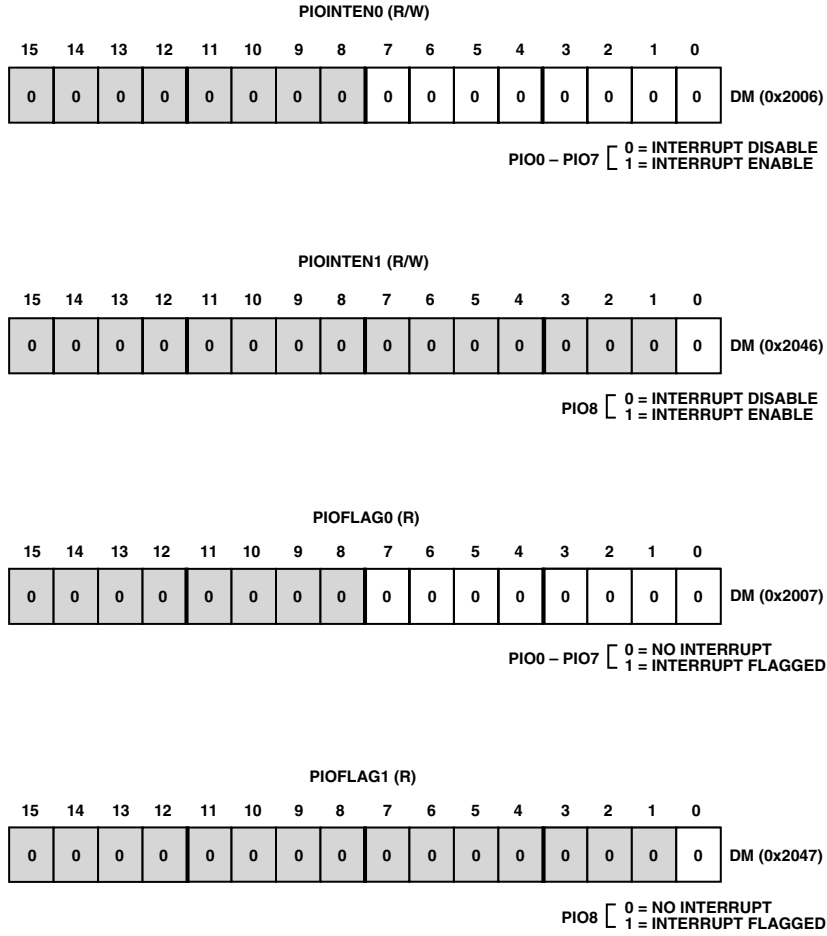 PIOINTEN0 (R/W)
15 14 13 12 11 10 9 8 7 6 5 4 3 2 1 0
0 0 0 0 0 0 0 0 0 0 0 0 0 0 0 0 DM (0x2006)
PIO0 – PIO7 0 = INTERRUPT DISABLE
1 = INTERRUPT ENABLE
PIOINTEN1 (R/W)
15 14 13 12 11 10 9 8 7 6 5 4 3 2 1 0
0 0 0 0 0 0 0 0 0 0 0 0 0 0 0 0 DM (0x2046)
PIO8 0 = INTERRUPT DISABLE
1 = INTERRUPT ENABLE
PIOFLAG0 (R)
15 14 13 12 11 10 9 8 7 6 5 4 3 2 1 0
0 0 0 0 0 0 0 0 0 0 0 0 0 0 0 0 DM (0x2007)
PIO0 – PIO7 0 = NO INTERRUPT
1 = INTERRUPT FLAGGED
PIOFLAG1 (R)
15 14 13 12 11 10 9 8 7 6 5 4 3 2 1 0
0 0 0 0 0 0 0 0 0 0 0 0 0 0 0 0 DM (0x2047)
PIO8 0 = NO INTERRUPT
1 = INTERRUPT FLAGGED